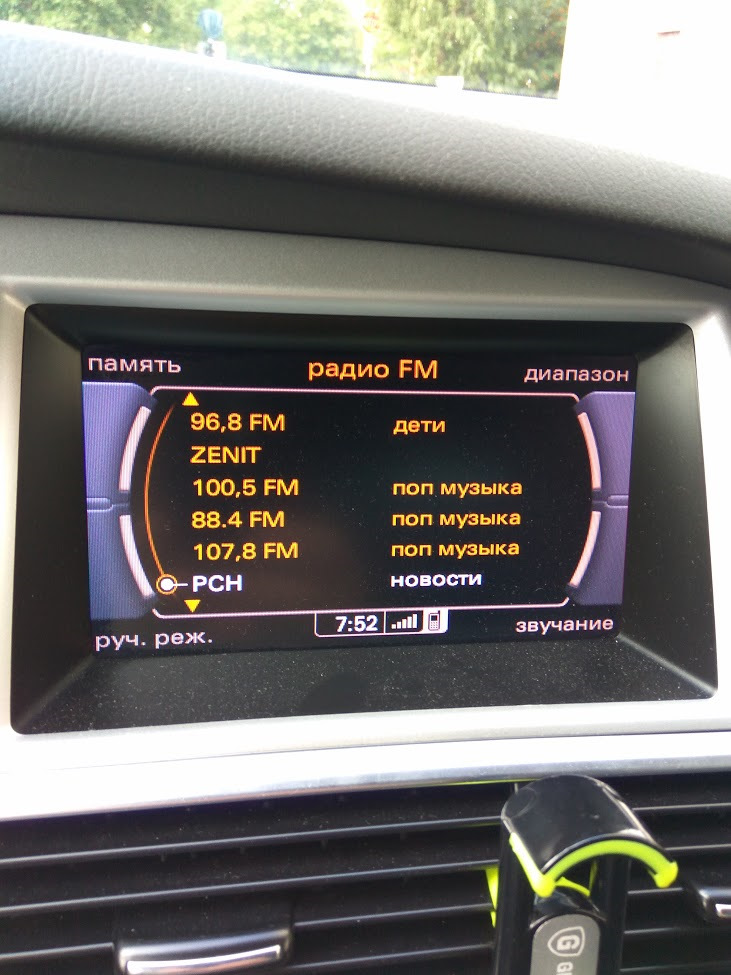 память радио FM диапазон
96,8 FM дети
ZENIT
100,5 FM поп музыка
88.4 FM поп музыка
107,8 FM поп музыка
РСН новости
руч. реж. 7:52 звучание
G